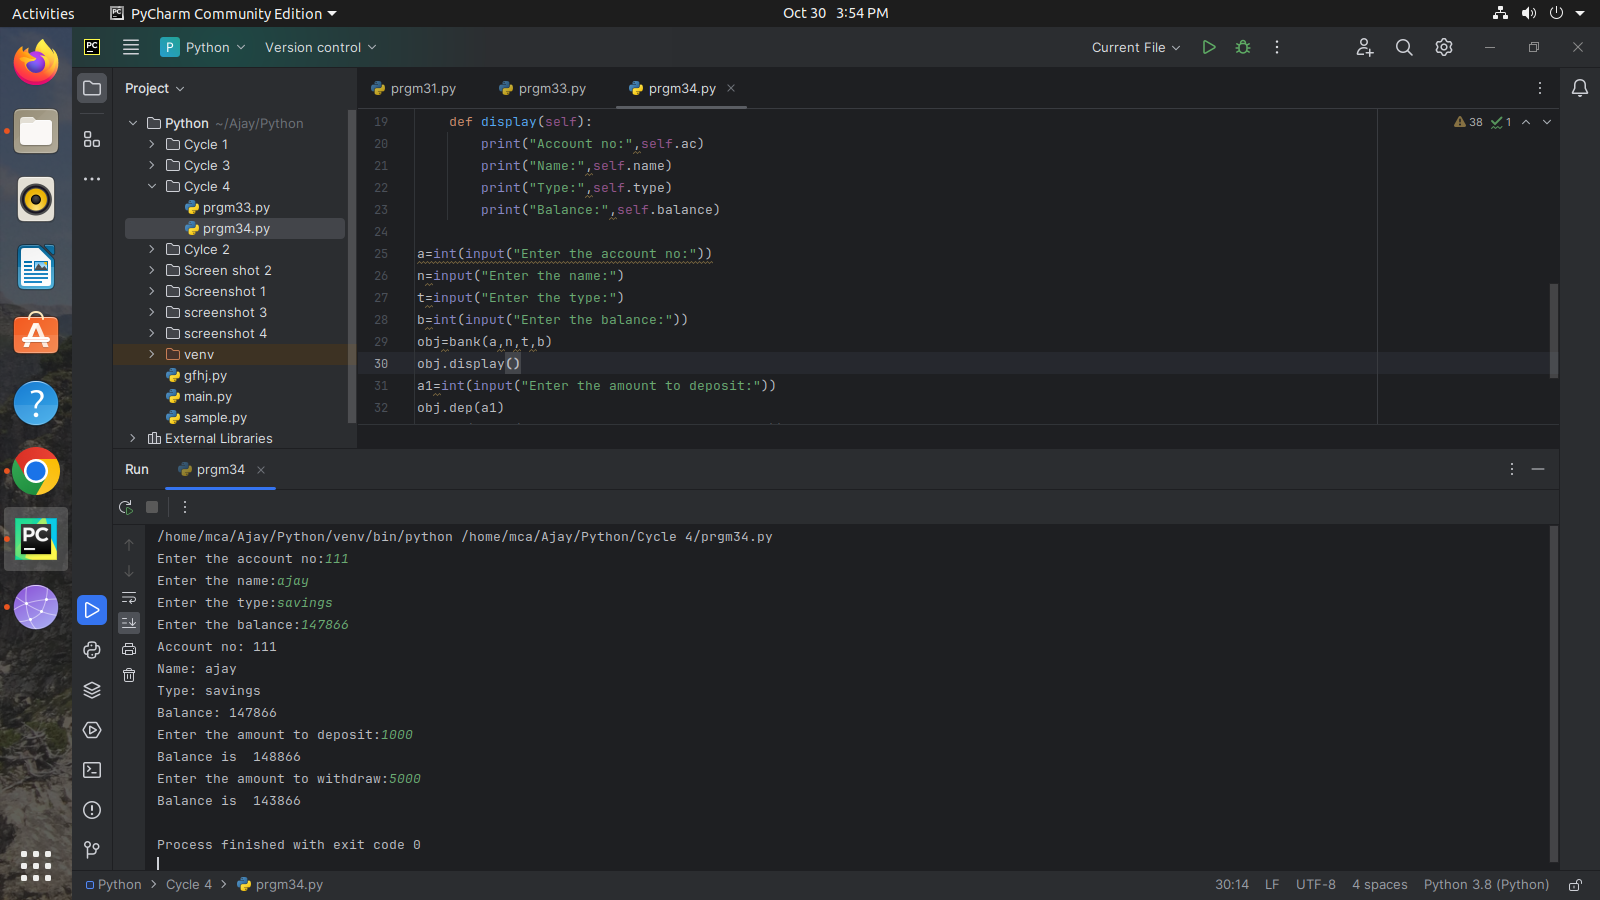 Activities PyCharm Community Edition Oct 30 3:54 PM
PC P Python Version control Current File
Project
Python ~/Ajay/Python
Cycle 1
Cycle 3
Cycle 4
prgm33.py
prgm34.py
Cylce 2
Screen shot 2
Screenshot 1
screenshot 3
screenshot 4
venv
gfhj.py
main.py
sample.py
External Libraries
prgm31.py prgm33.py prgm34.py
38 1
19 def display(self):
20 print("Account no:",self.ac)
21 print("Name:",self.name)
22 print("Type:",self.type)
23 print("Balance:",self.balance)
24
25 a=int(input("Enter the account no:"))
26 n=input("Enter the name:")
27 t=input("Enter the type:")
28 b=int(input("Enter the balance:"))
29 obj=bank(a,n,t,b)
30 obj.display()
31 a1=int(input("Enter the amount to deposit:"))
32 obj.dep(a1)
Run prgm34
/home/mca/Ajay/Python/venv/bin/python /home/mca/Ajay/Python/Cycle 4/prgm34.py
Enter the account no:111
Enter the name:ajay
Enter the type:savings
Enter the balance:147866
Account no: 111
Name: ajay
Type: savings
Balance: 147866
Enter the amount to deposit:1000
Balance is  148866
Enter the amount to withdraw:5000
Balance is  143866
Process finished with exit code 0
PC
Python > Cycle 4 > prgm34.py 30:14 LF UTF-8 4 spaces Python 3.8 (Python)